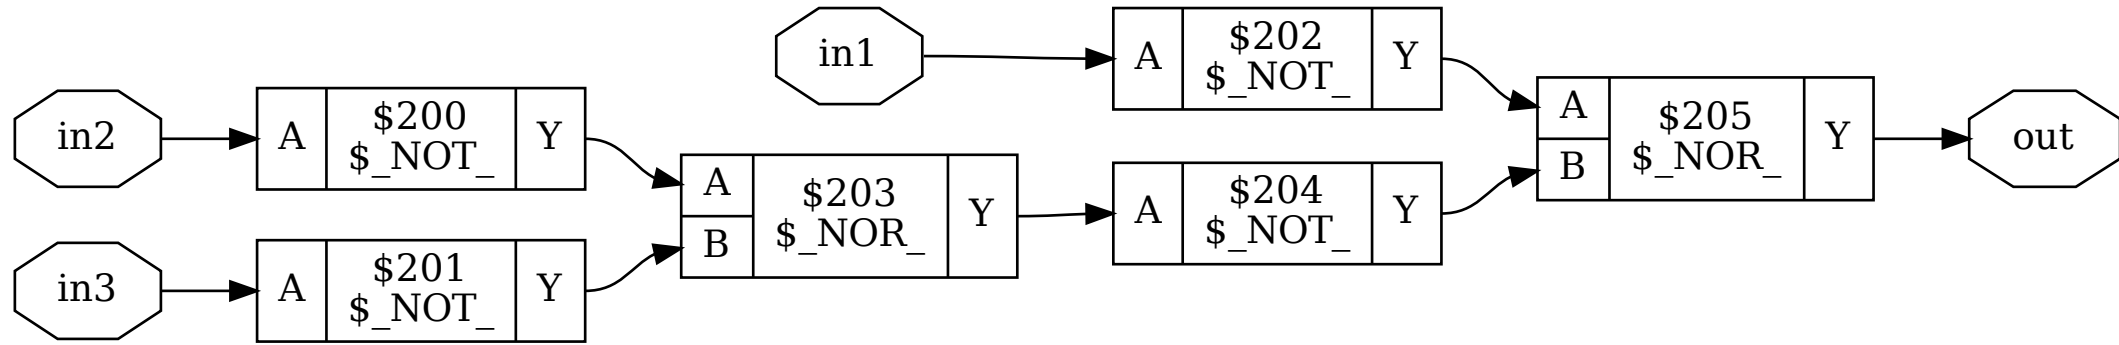 in2
A
$200
$_NOT_
Y
in3
A
$201
$_NOT_
Y
A
B
$203
$_NOR_
Y
in1
A
$202
$_NOT_
Y
A
$204
$_NOT_
Y
A
B
$205
$_NOR_
Y
out